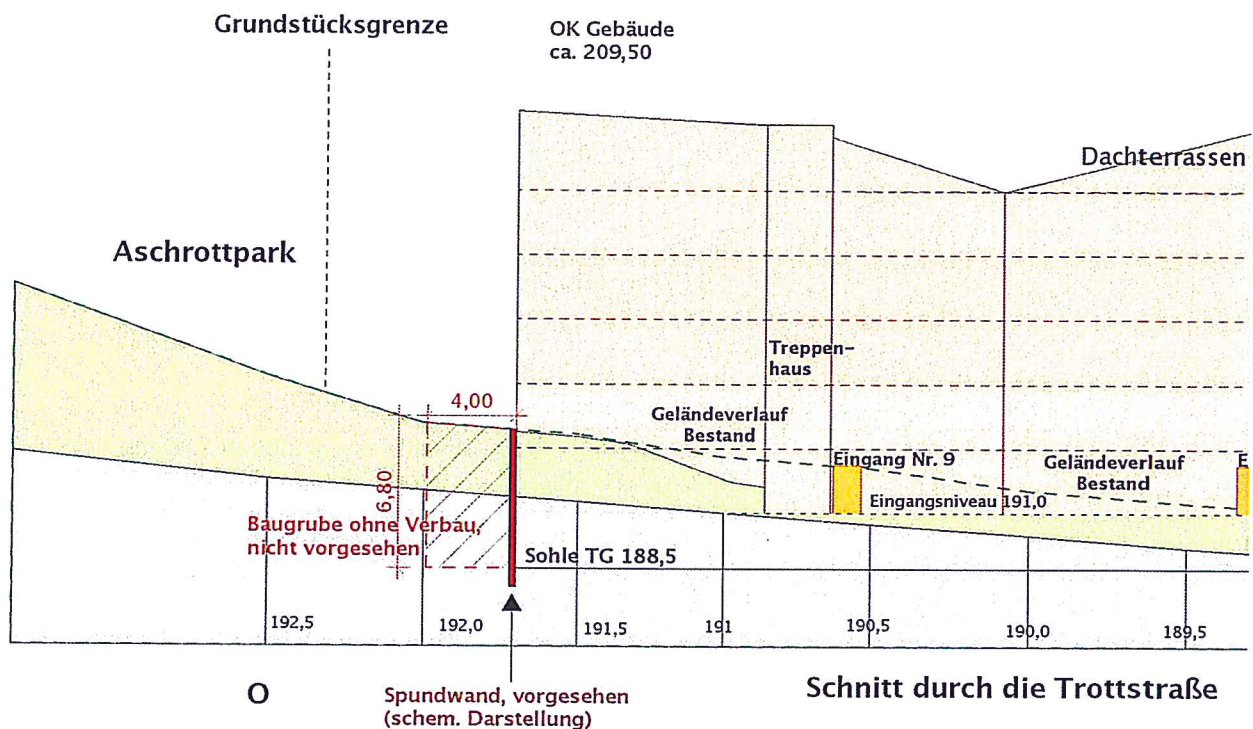 Grundstücksgrenze
OK Gebäude
ca. 209,50
Dachterrassen
Aschrottpark
Treppen-
haus
4,00
Geländeverlauf
Bestand
Eingang Nr. 9
Geländeverlauf
Bestand
E
6,80
Eingangsniveau 191,0
Baugrube ohne Verbau,
nicht vorgesehen
Sohle TG 188,5
192,5
192,0
191,5
191
190,5
190,0
189,5
O
Spundwand, vorgesehen
(schem. Darstellung)
Schnitt durch die Trottstraße